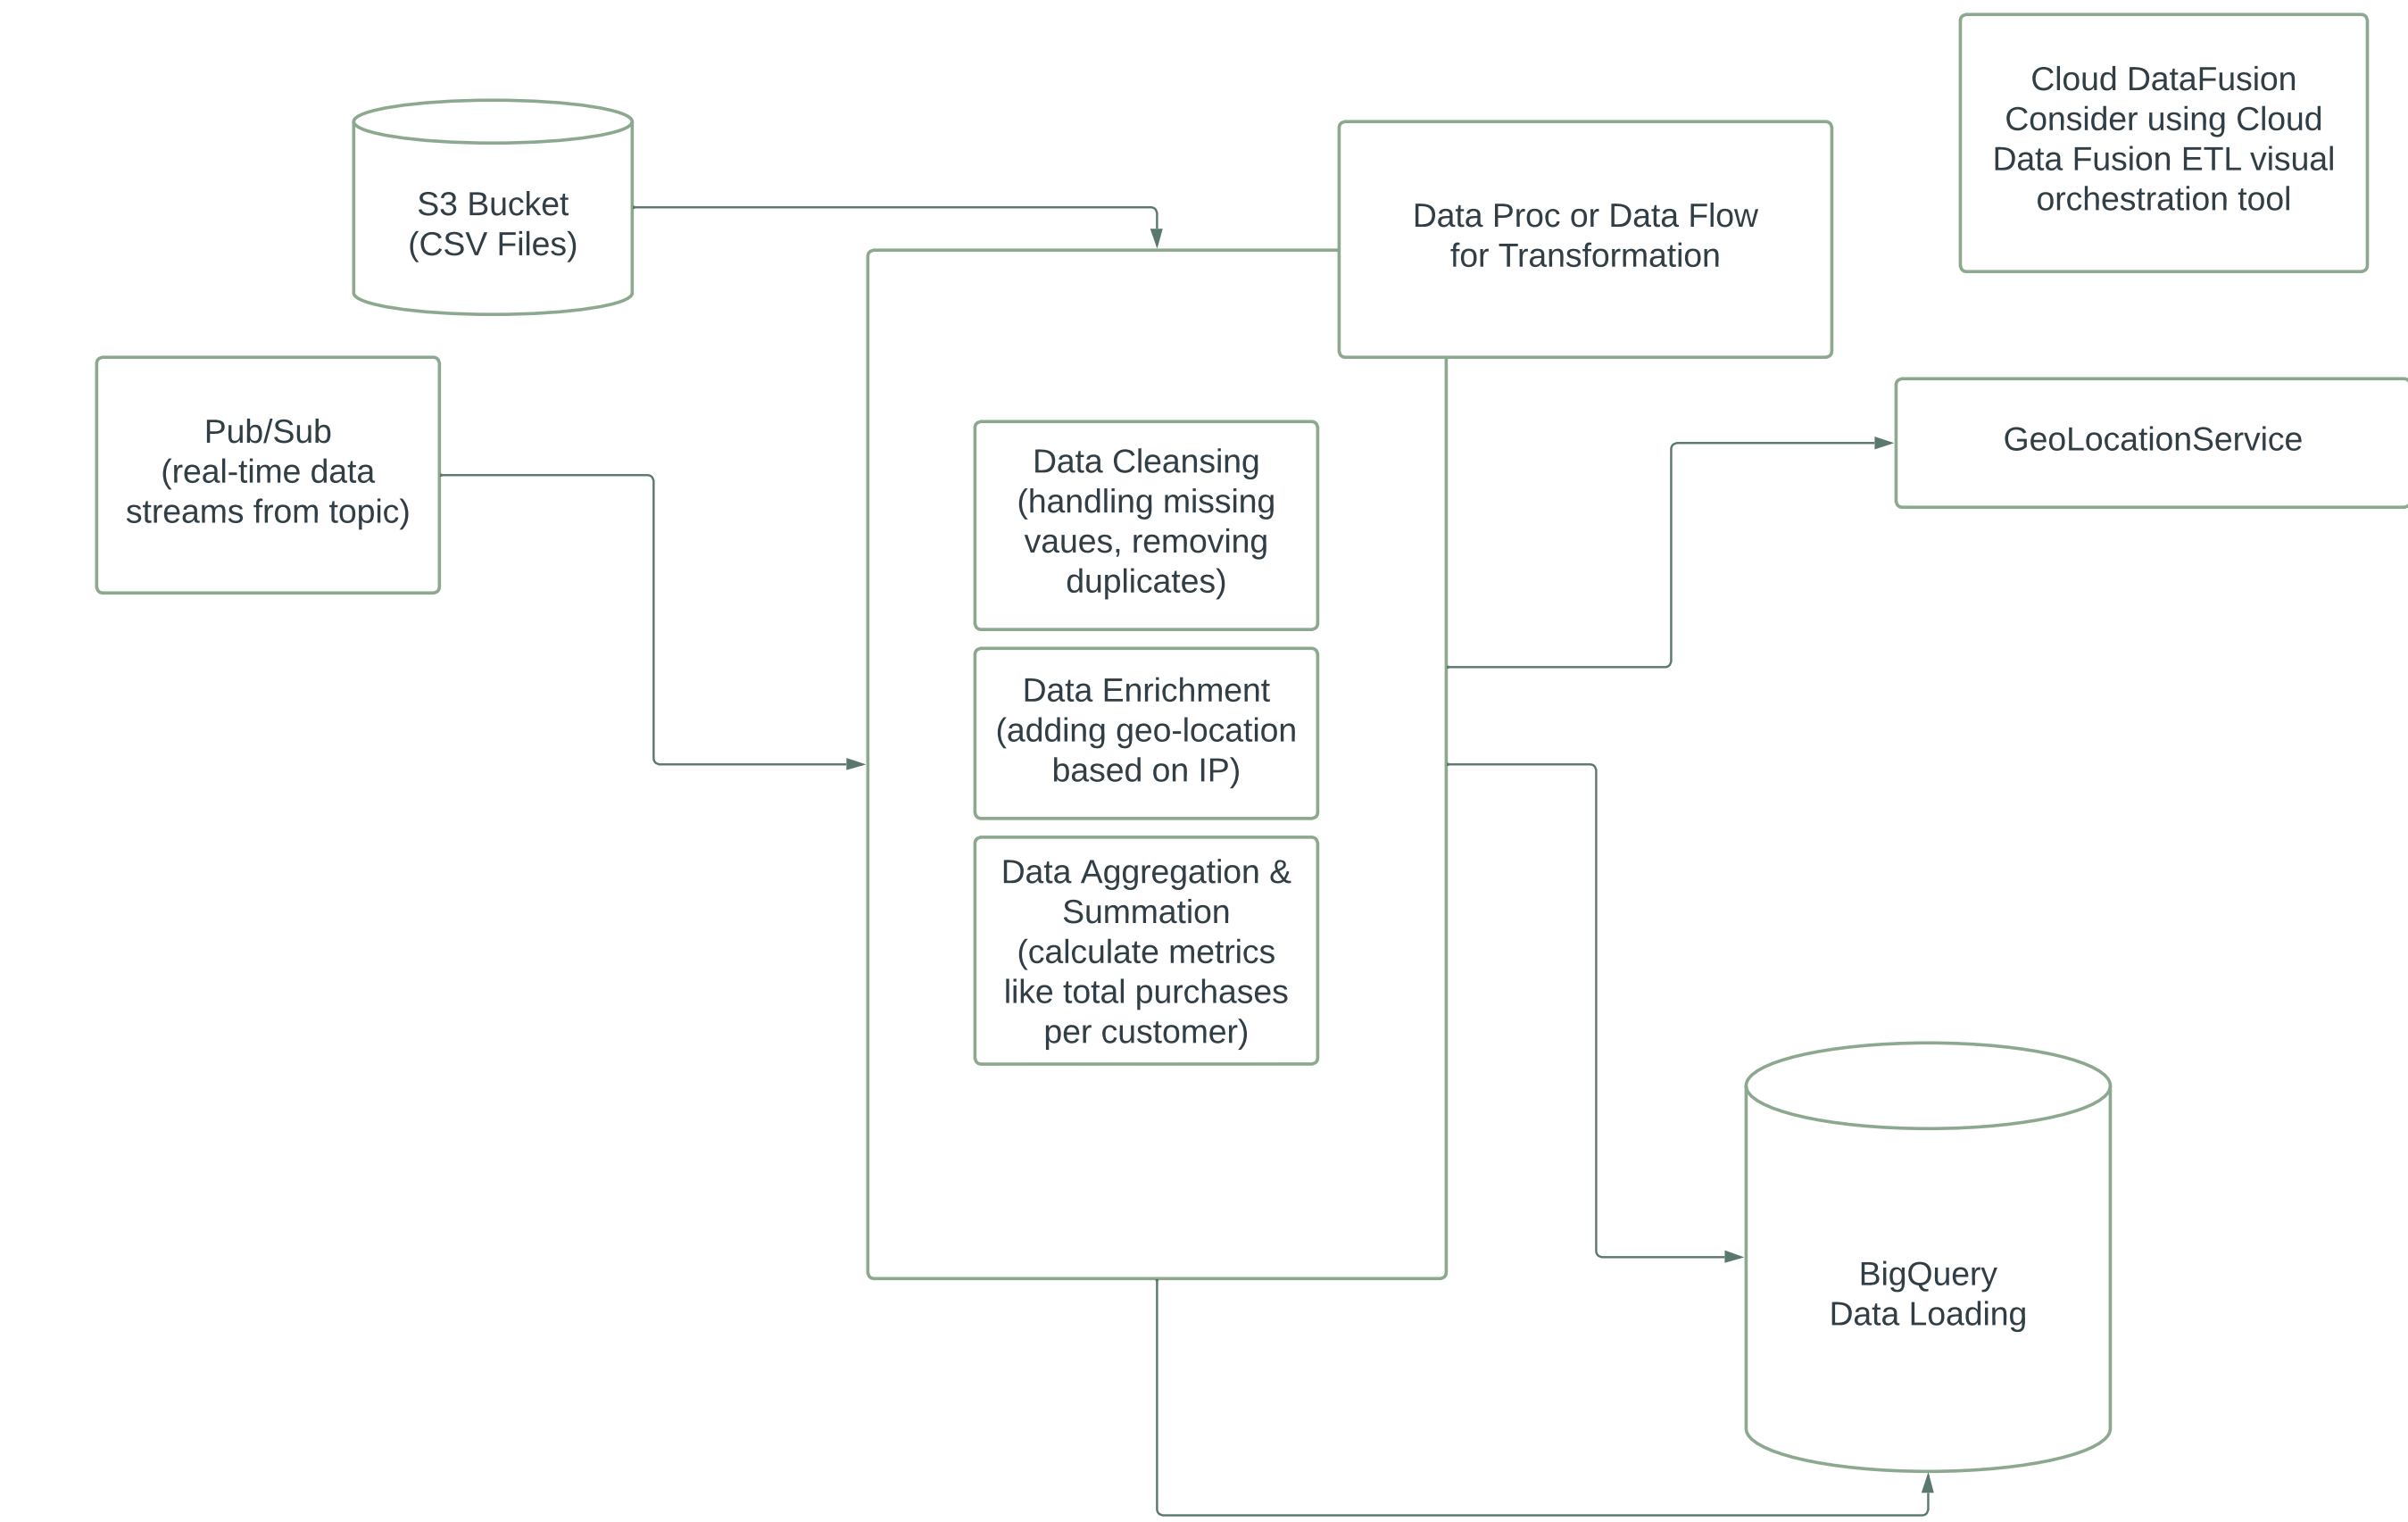 Cloud DataFusion
Consider using Cloud
Data Fusion ETL visual
orchestration tool
S3 Bucket
(CSV Files)
Data Proc or Data Flow
for Transformation
Pub/Sub
(real-time data
streams from topic)
GeoLocationService
Data Cleansing
(handling missing
vaues, removing
duplicates)
Data Enrichment
(adding geo-location
based on IP)
Data Aggregation &
Summation
(calculate metrics
like total purchases
per customer)
BigQuery
Data Loading